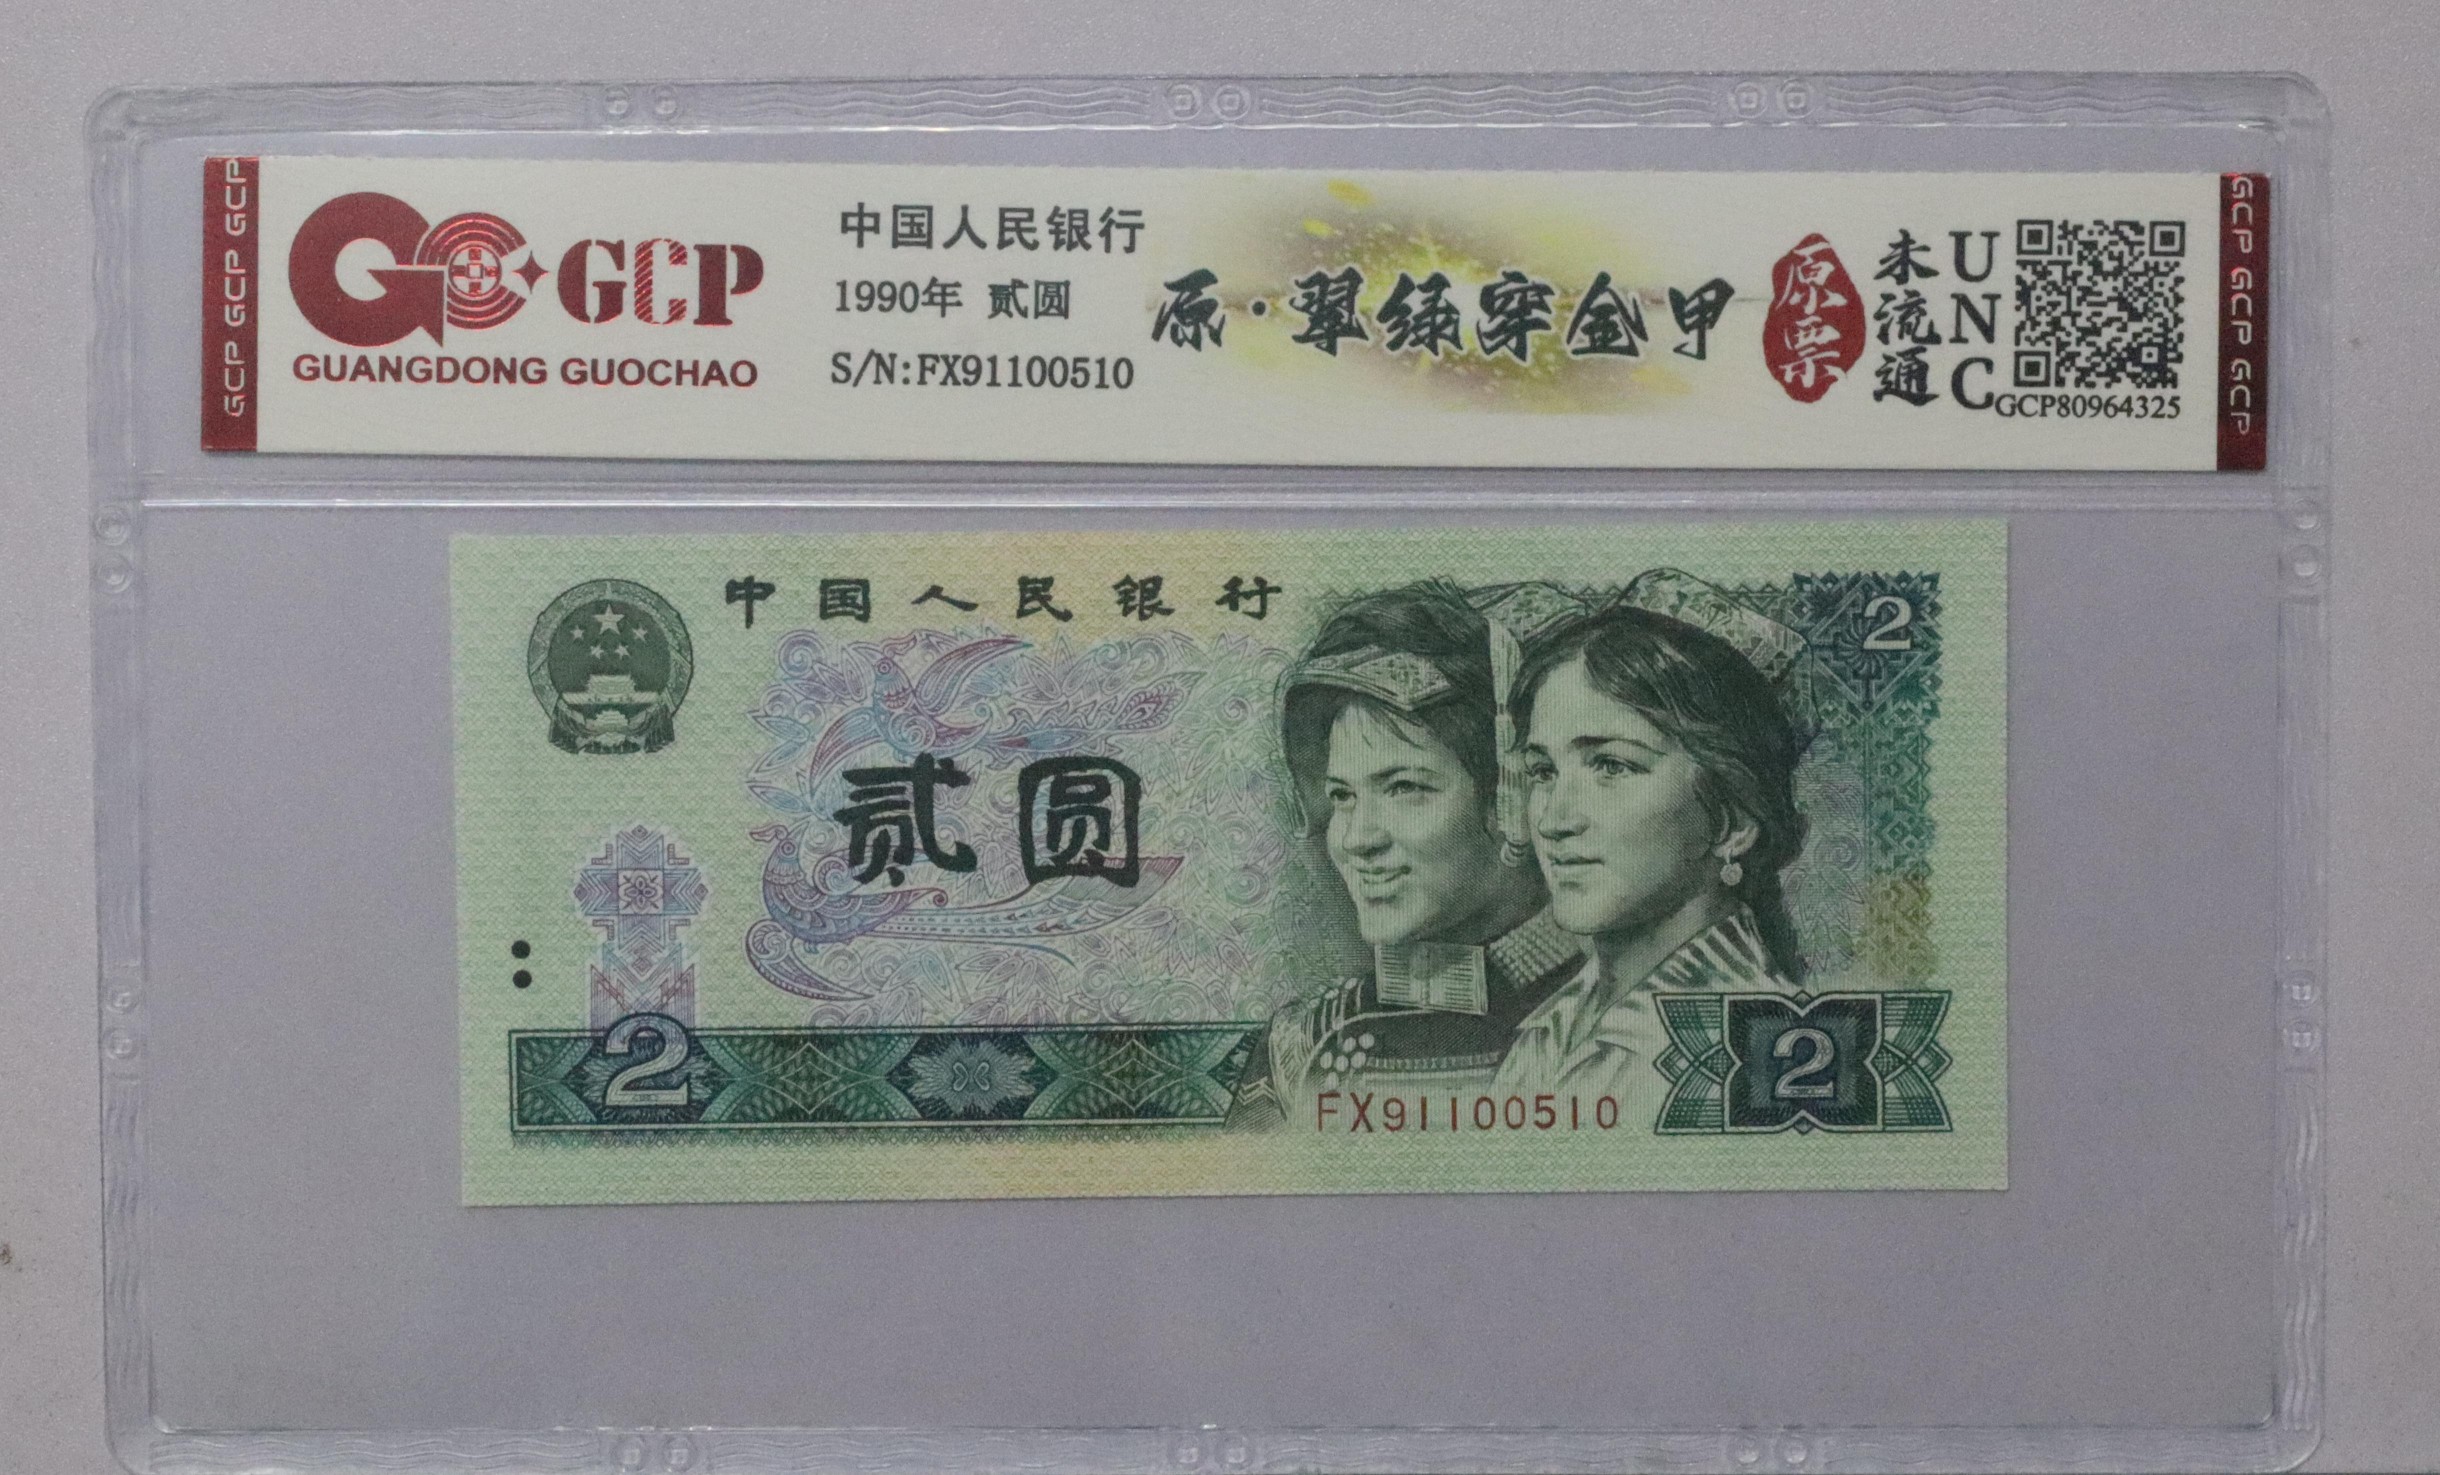 GCP GCP GCP
GCP
GUANGDONG GUOCHAO
中国人民银行
1990年 贰圆
S/N:FX91100510
原·翠绿穿金甲
原票
未流通
UNC
GCP80964325
GCP GCP GCP
中国人民银行
2
贰圆
2
FX91100510
2